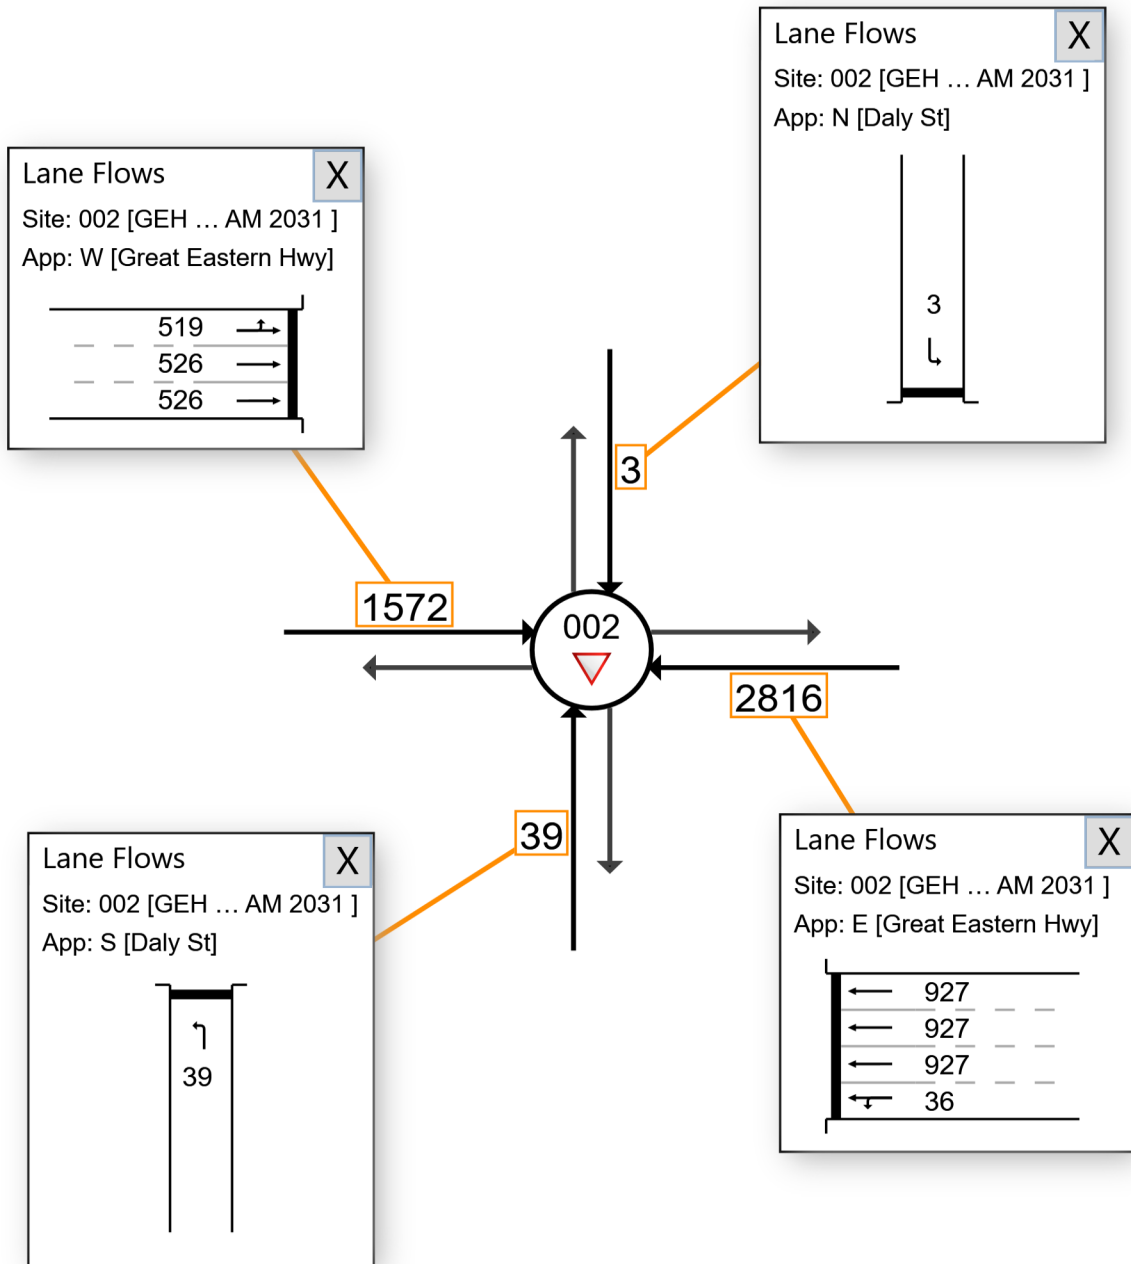 Lane Flows
X
Site: 002 [GEH ... AM 2031 ]
App: N [Daly St]
3
Lane Flows
X
Site: 002 [GEH ... AM 2031 ]
App: W [Great Eastern Hwy]
519
526
526
3
1572
002
2816
39
Lane Flows
X
Site: 002 [GEH ... AM 2031 ]
App: S [Daly St]
39
Lane Flows
X
Site: 002 [GEH ... AM 2031 ]
App: E [Great Eastern Hwy]
927
927
927
36